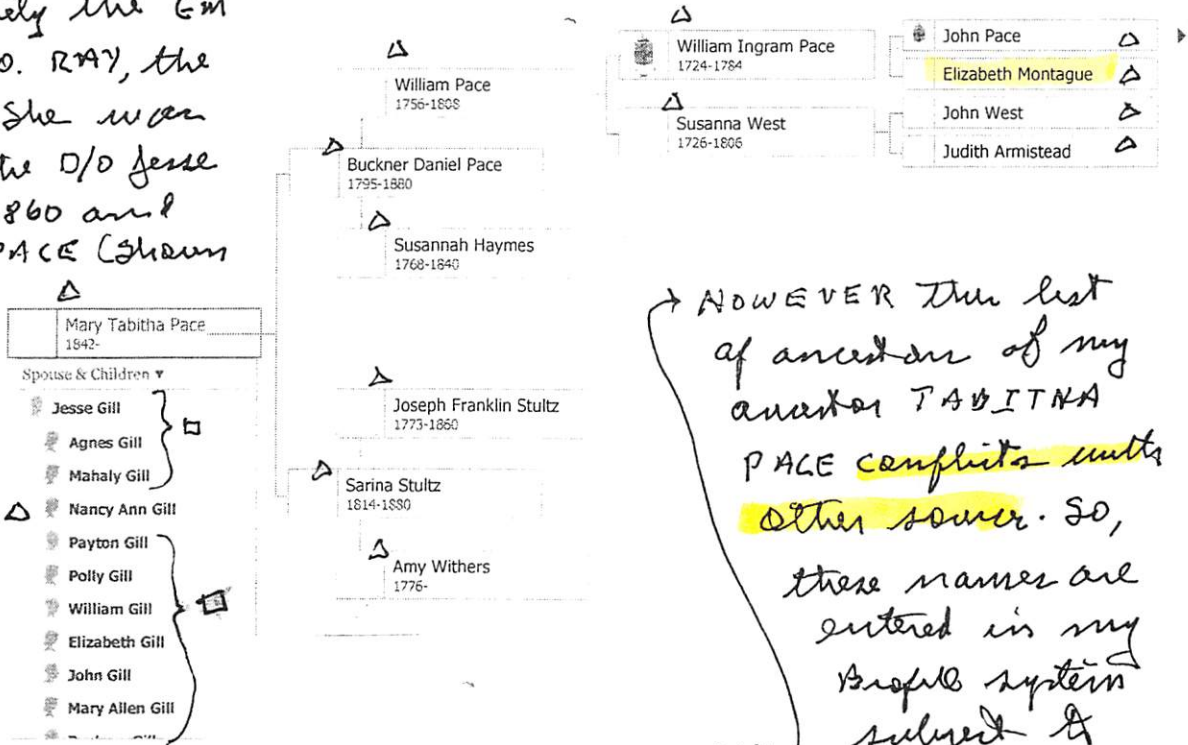 ely the EM
O. RAY, the
She was
the D/O Jesse
1860 and
PACE (Shown
Mary Tabitha Pace
1842-
Spouse & Children ▼
Jesse Gill
Agnes Gill
Mahaly Gill
Nancy Ann Gill
Payton Gill
Polly Gill
William Gill
Elizabeth Gill
John Gill
Mary Allen Gill
William Pace
1756-1808
Buckner Daniel Pace
1795-1880
Susannah Haymes
1768-1840
Joseph Franklin Stultz
1773-1860
Sarina Stultz
1814-1880
Amy Withers
1776-
William Ingram Pace
1724-1784
Susanna West
1726-1806
John Pace
Elizabeth Montague
John West
Judith Armistead
HOWEVER This list
of ancestors of my
ancestor TABITHA
PACE conflicts with
other source. So,
these names are
entered in my
system
subject to